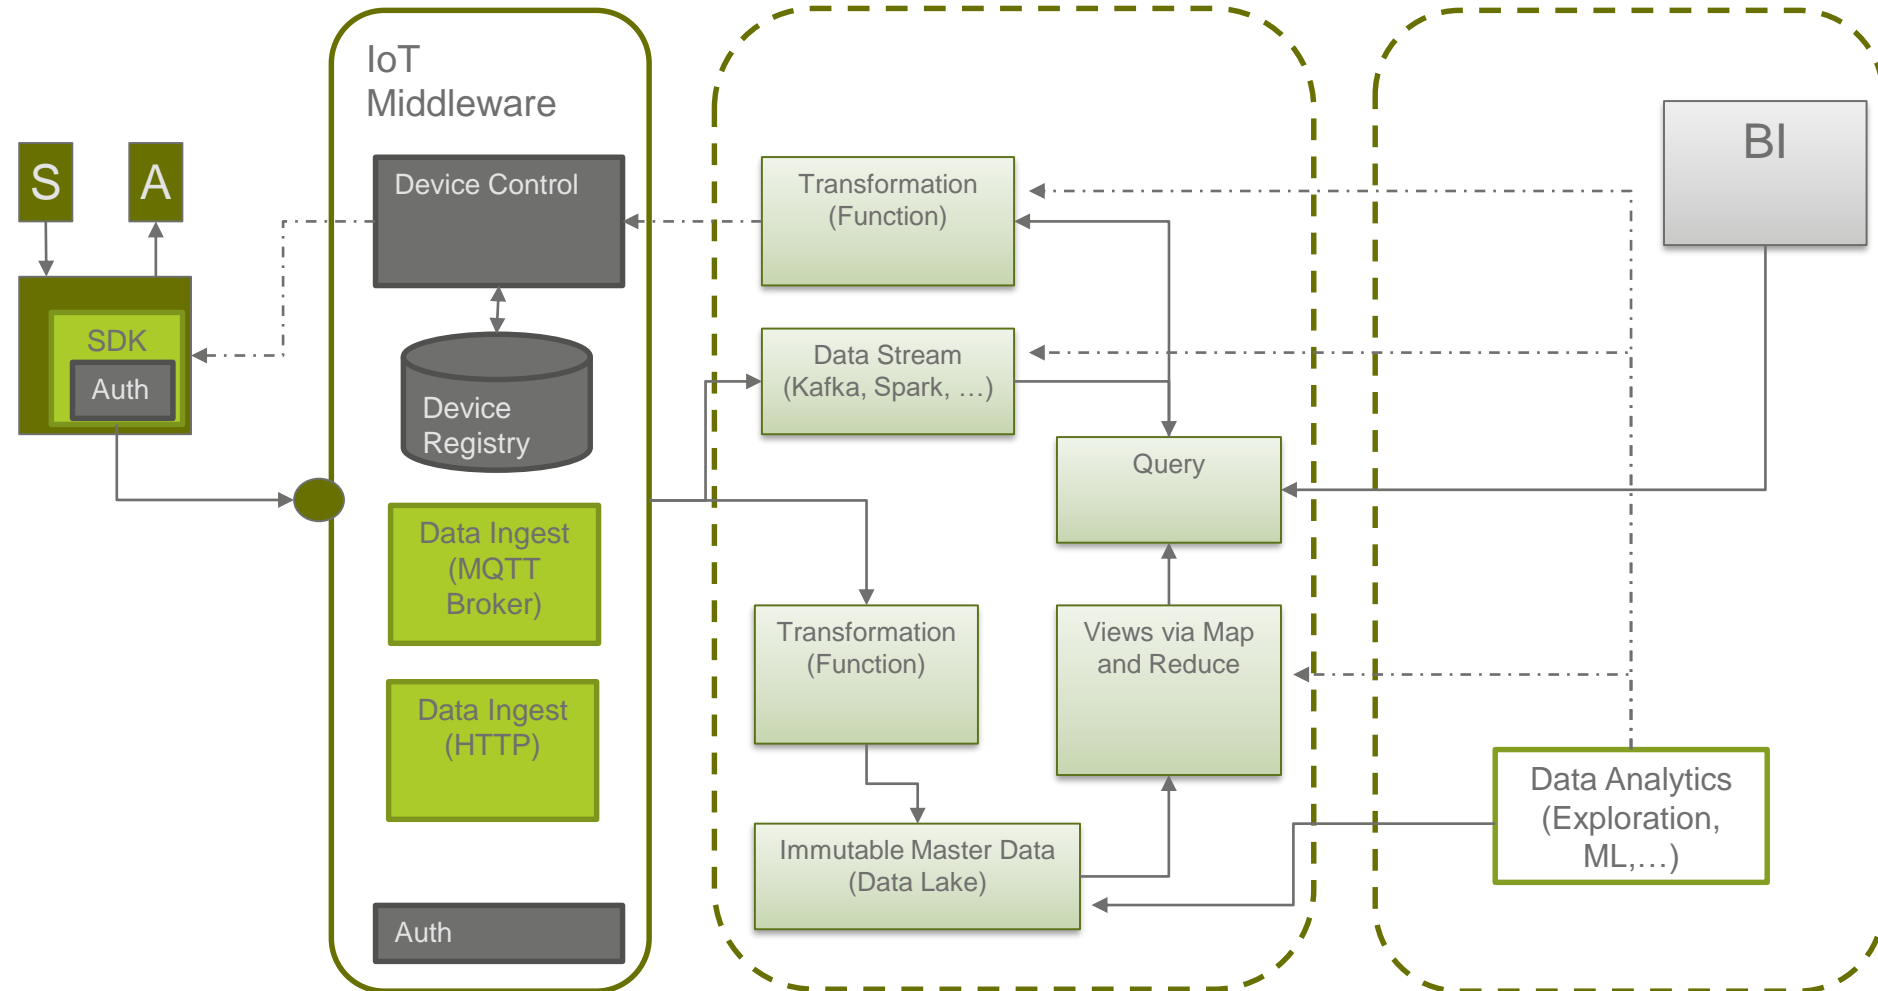 IoT
Middleware
S
A
SDK
Auth
Device Control
Device
Registry
Data Ingest
(MQTT
Broker)
Data Ingest
(HTTP)
Auth
Transformation
(Function)
Data Stream
(Kafka, Spark, …)
Query
Transformation
(Function)
Views via Map
and Reduce
Immutable Master Data
(Data Lake)
BI
Data Analytics
(Exploration,
ML,…)